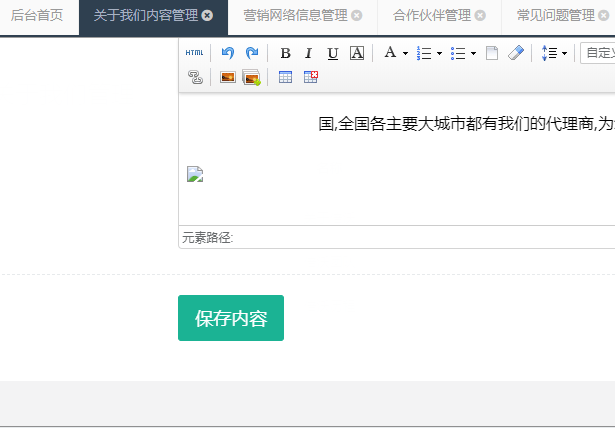 后台首页 关于我们内容管理 营销网络信息管理 合作伙伴管理 常见问题管理
HTML B I U A A 自定
国,全国各主要大城市都有我们的代理商,为
元素路径:
保存内容